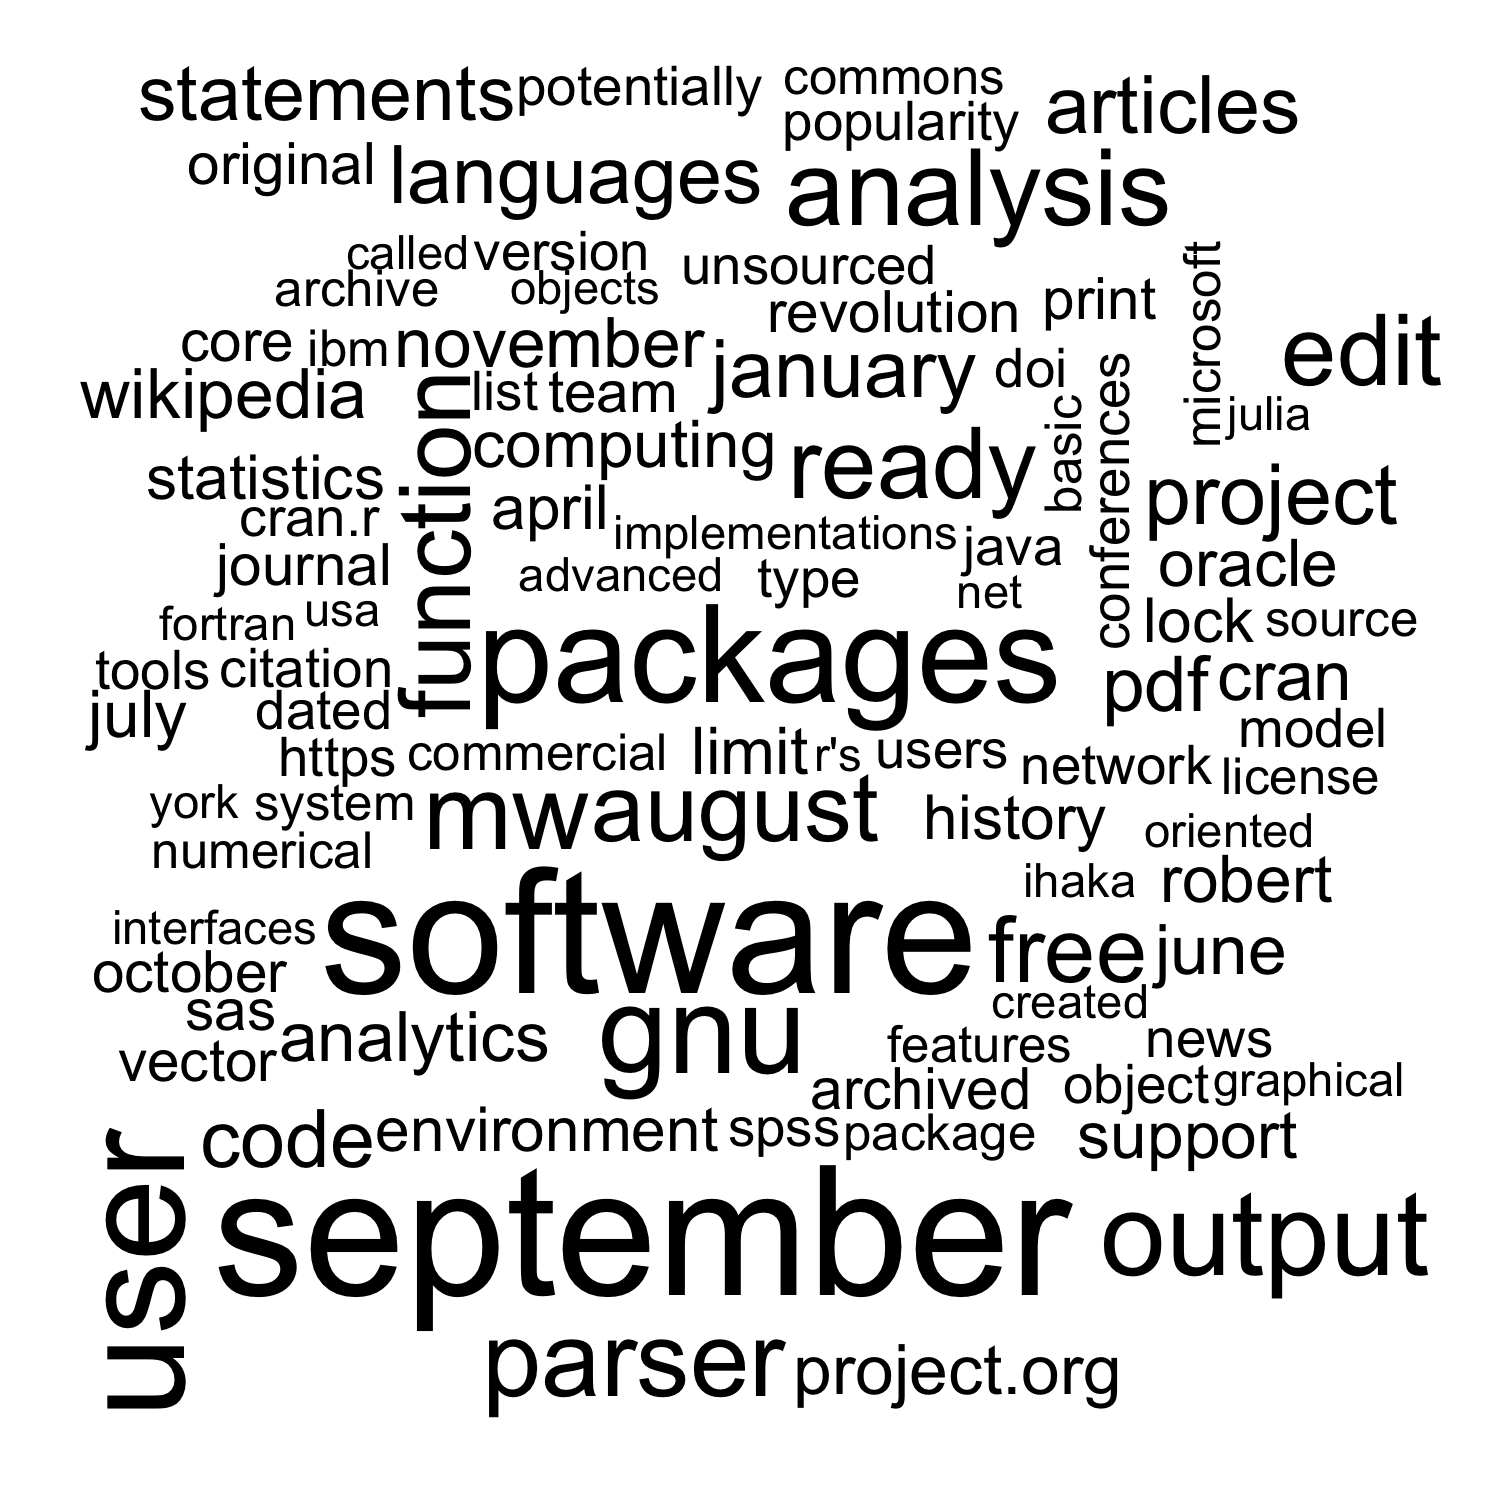 statements potentially commons articles
popularity
original languages analysis
called version unsourced microsoft
archive objects revolution print
core ibm november january doi edit
wikipedia function list team basic conferences julia
computing ready project
statistics april
cran.r implementations java oracle
journal advanced type net
fortran usa packages lock source
tools citation pdf cran
july dated model
https commercial limit r's users network license
york system mw august history oriented
numerical ihaka robert
interfaces software free june
october created
sas analytics gnu features news
vector archived object graphical
user code environment spss package support
september output
parser project.org